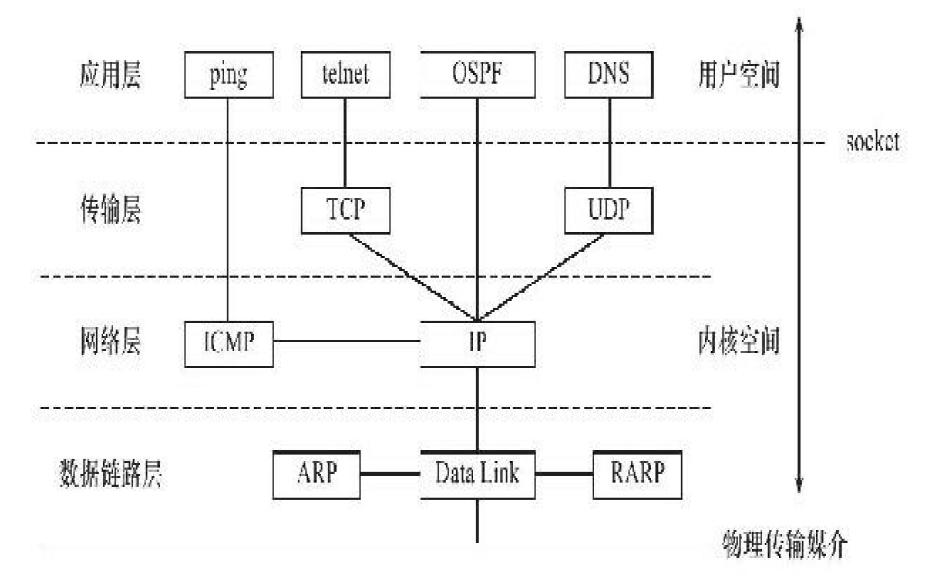 应用层 ping telnet OSPF DNS 用户空间
socket
传输层 TCP UDP
网络层 ICMP IP 内核空间
数据链路层 ARP Data Link RARP
物理传输媒介